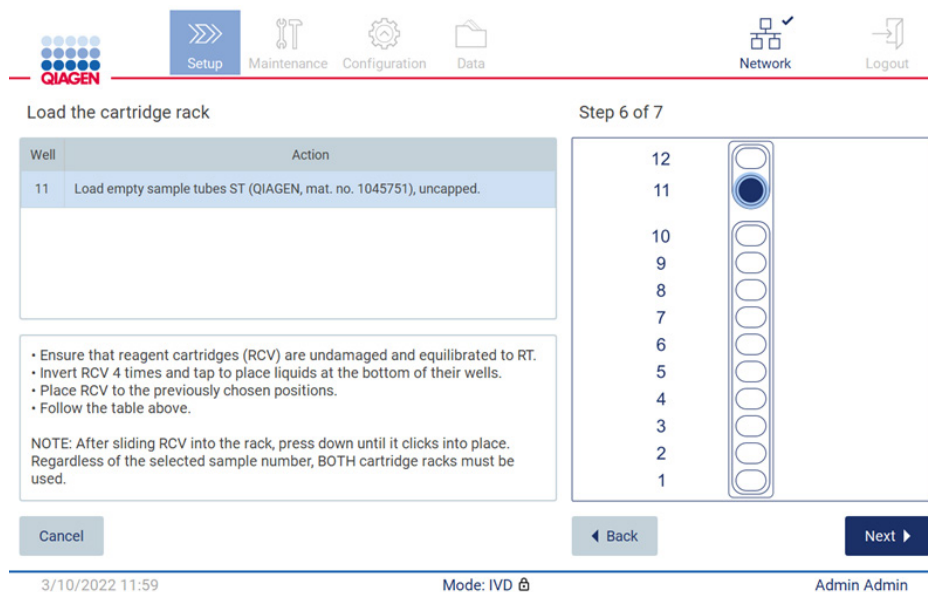 QIAGEN
Setup
Maintenance
Configuration
Data
Network
Logout
Load the cartridge rack
Step 6 of 7
Well
Action
11
Load empty sample tubes ST (QIAGEN, mat. no. 1045751), uncapped.
• Ensure that reagent cartridges (RCV) are undamaged and equilibrated to RT.
• Invert RCV 4 times and tap to place liquids at the bottom of their wells.
• Place RCV to the previously chosen positions.
• Follow the table above.
NOTE: After sliding RCV into the rack, press down until it clicks into place.
Regardless of the selected sample number, BOTH cartridge racks must be
used.
12
11
10
9
8
7
6
5
4
3
2
1
Cancel
Back
Next
3/10/2022 11:59
Mode: IVD
Admin Admin